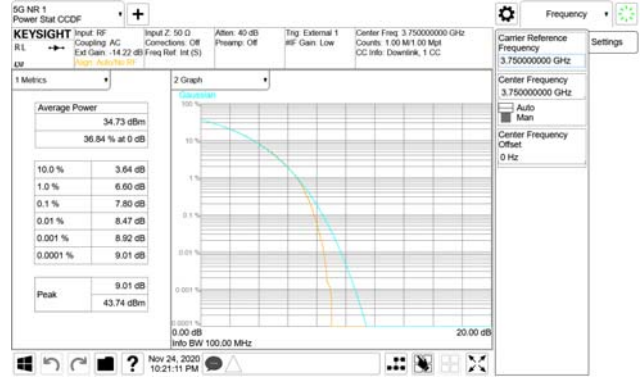 5G NR 1
Power Stat CCDF
Frequency
KEYSIGHT
RL
Input: RF
Coupling: AC
Ext Gain: -14.22 dB
Align: Auto/No RF
Input Z: 50 Ω
Corrections: Off
Freq Ref: Int (S)
Atten: 40 dB
Preamp: Off
Trig: External 1
#IF Gain: Low
Center Freq: 3.750000000 GHz
Counts: 1.00 M/1.00 Mpt
CC Info: Downlink, 1 CC
Carrier Reference
Frequency
3.750000000 GHz
Settings
Center Frequency
3.750000000 GHz
Auto
Man
Center Frequency
Offset
0 Hz
1 Metrics
Average Power
34.73 dBm
36.84 % at 0 dB
10.0 % 3.64 dB
1.0 % 6.60 dB
0.1 % 7.80 dB
0.01 % 8.47 dB
0.001 % 8.92 dB
0.0001 % 9.01 dB
Peak
9.01 dB
43.74 dBm
2 Graph
Gaussian
100 %
10 %
1 %
0.1 %
0.01 %
0.001 %
0.0001 %
0.00 dB
20.00 dB
Info BW 100.00 MHz
Nov 24, 2020
10:21:11 PM